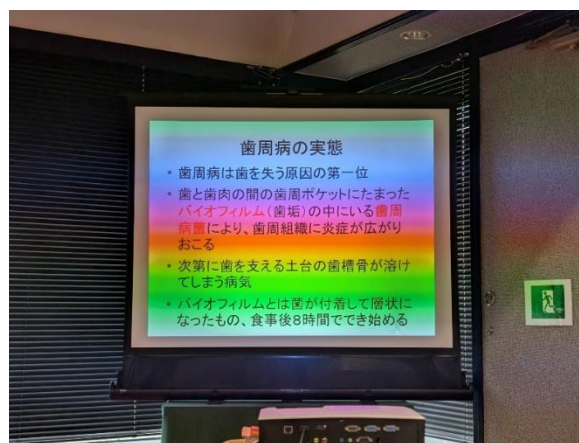 歯周病の実態
• 歯周病は歯を失う原因の第一位
• 歯と歯肉の間の歯周ポケットにたまった
バイオフィルム(歯垢)の中にいる歯周
病菌により、歯周組織に炎症が広がり
おこる
• 次第に歯を支える土台の歯槽骨が溶け
てしまう病気
• バイオフィルムとは菌が付着して層状に
なったもの、食事後8時間ででき始める